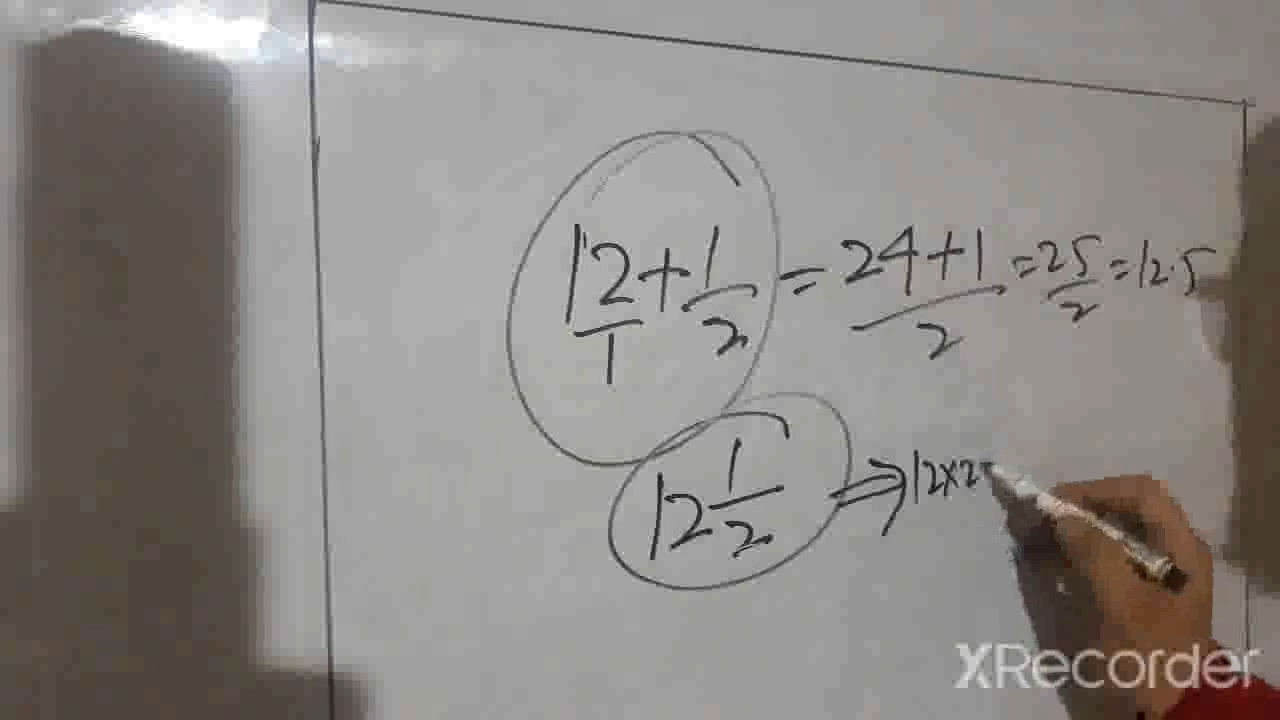 12/1 + 1/2 = 24+1/2 = 25/2 = 12.5
12 1/2 ⇒ 12×2
XRecorder